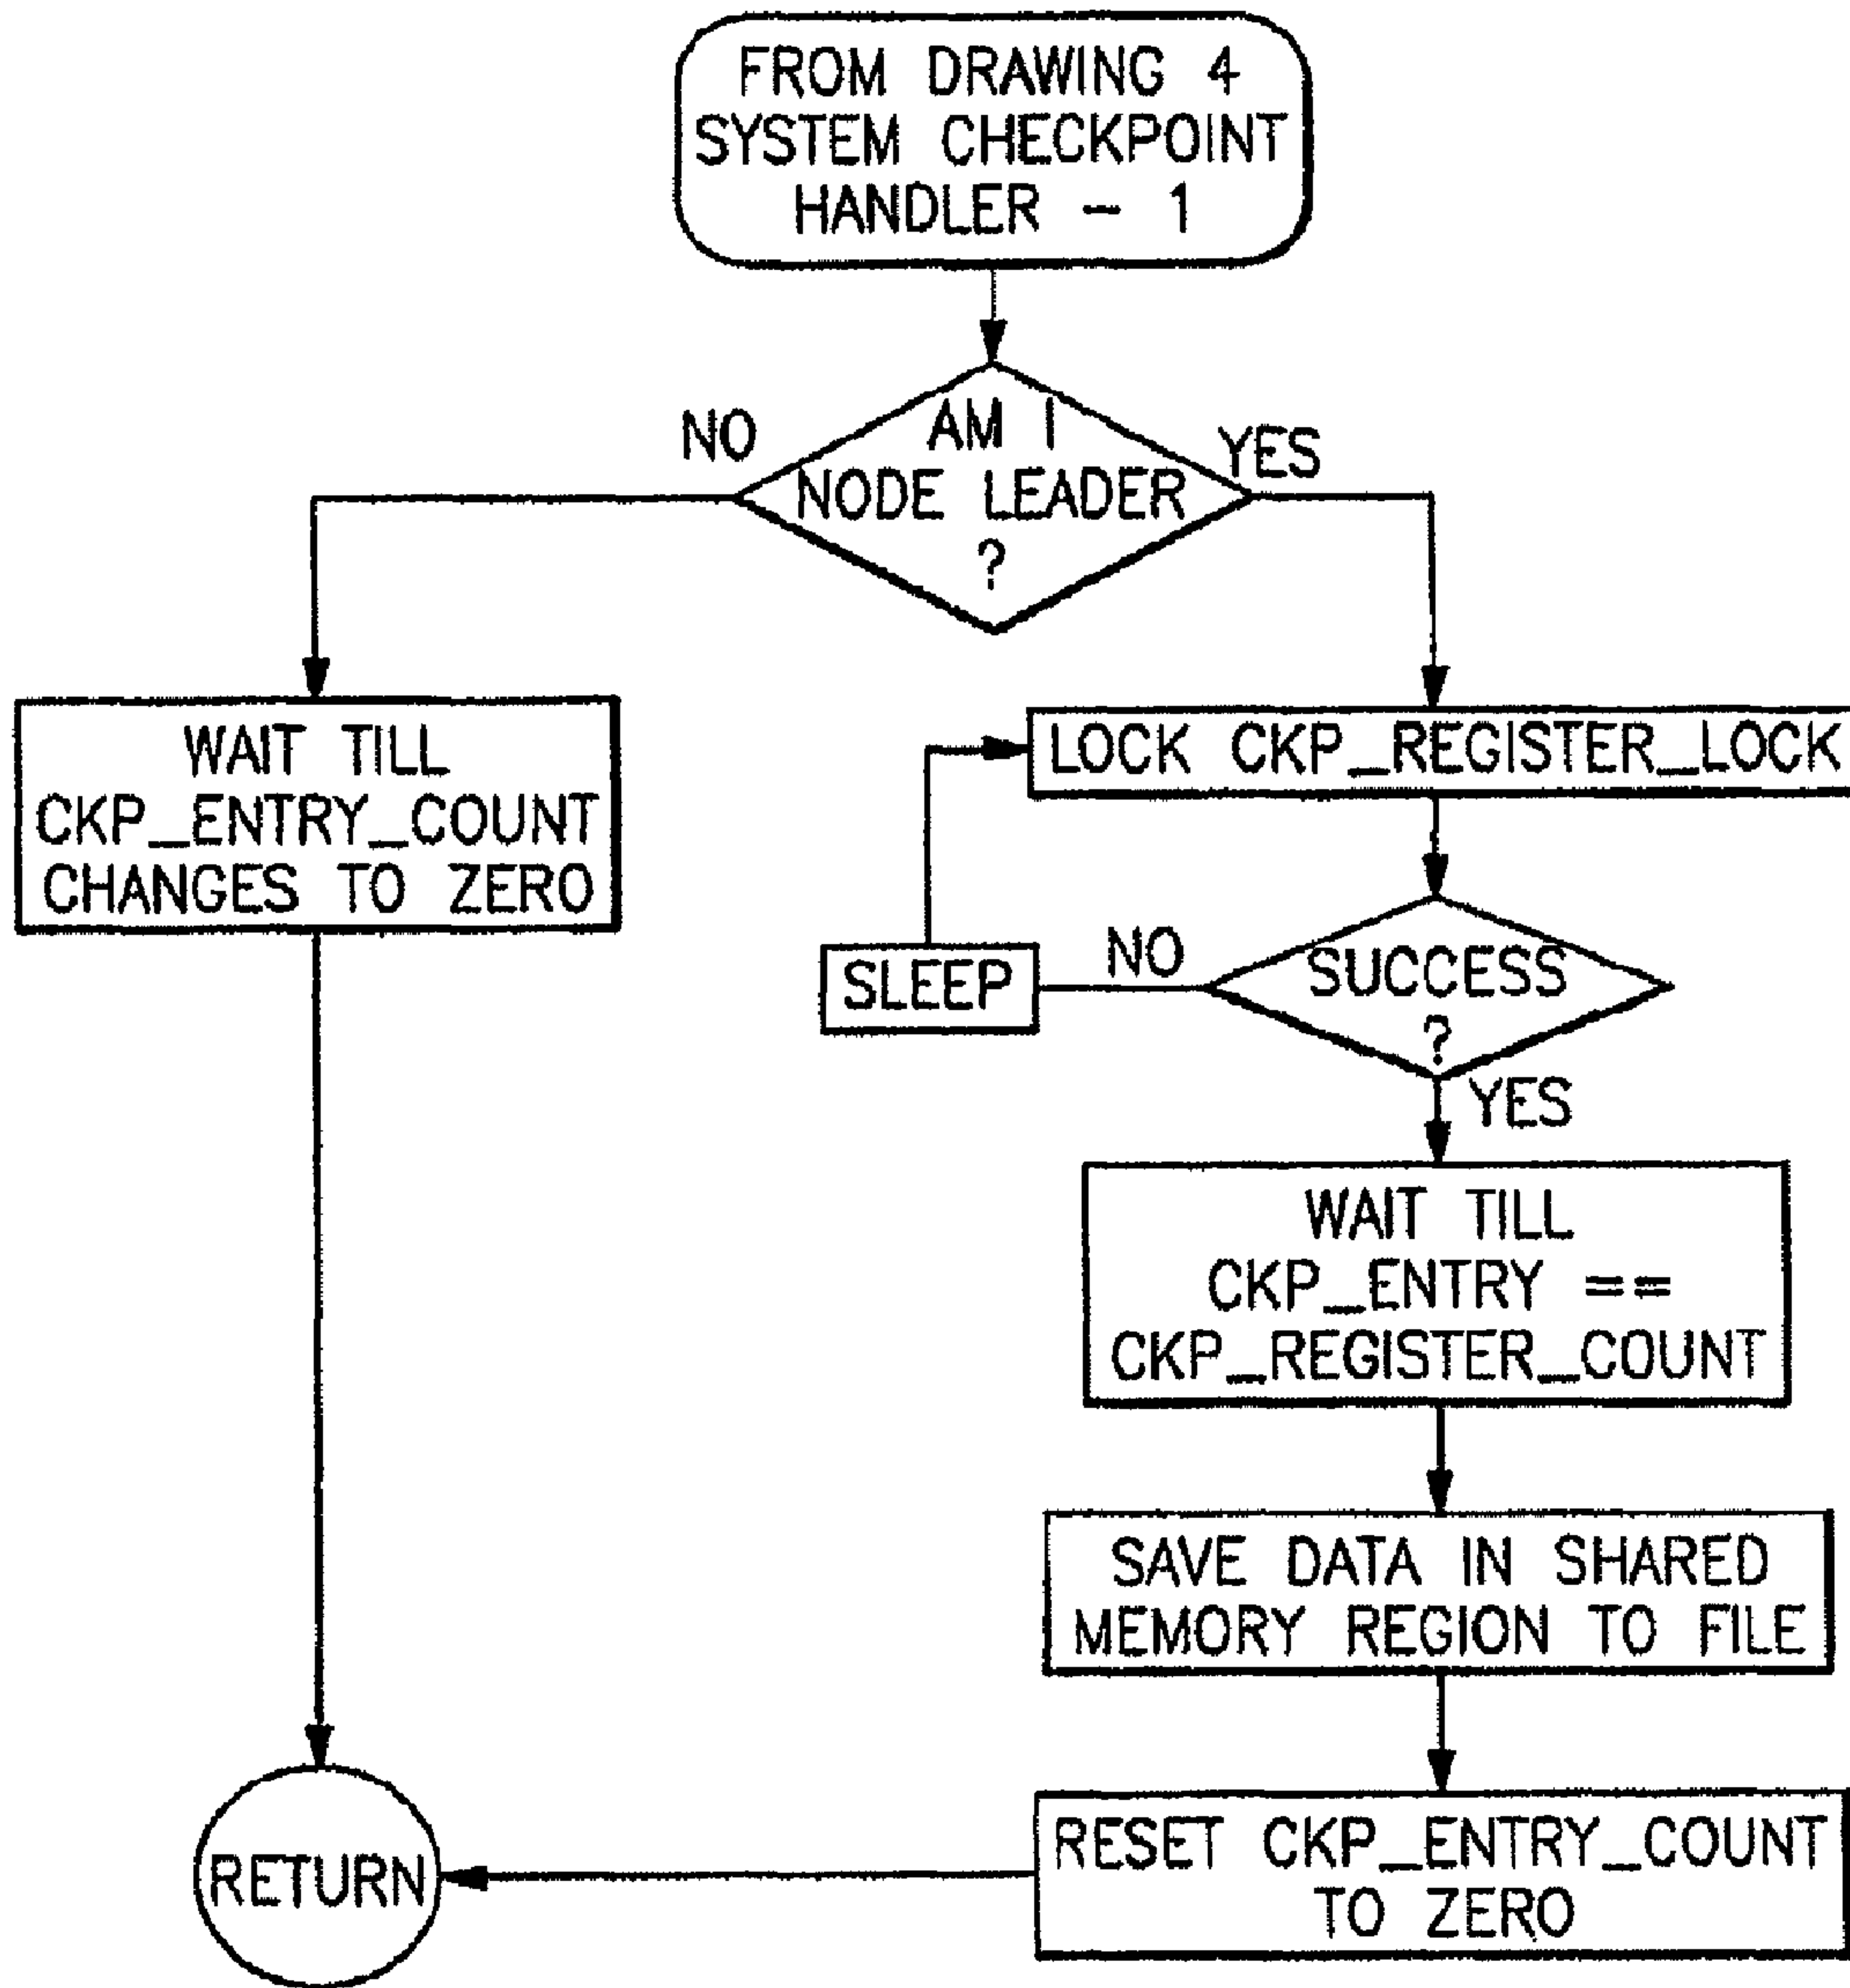 FROM DRAWING 4
SYSTEM CHECKPOINT
HANDLER - 1
AM I
NODE LEADER
?
NO
YES
WAIT TILL
CKP_ENTRY_COUNT
CHANGES TO ZERO
LOCK CKP_REGISTER_LOCK
SUCCESS
?
NO
SLEEP
YES
WAIT TILL
CKP_ENTRY ==
CKP_REGISTER_COUNT
SAVE DATA IN SHARED
MEMORY REGION TO FILE
RESET CKP_ENTRY_COUNT
TO ZERO
RETURN